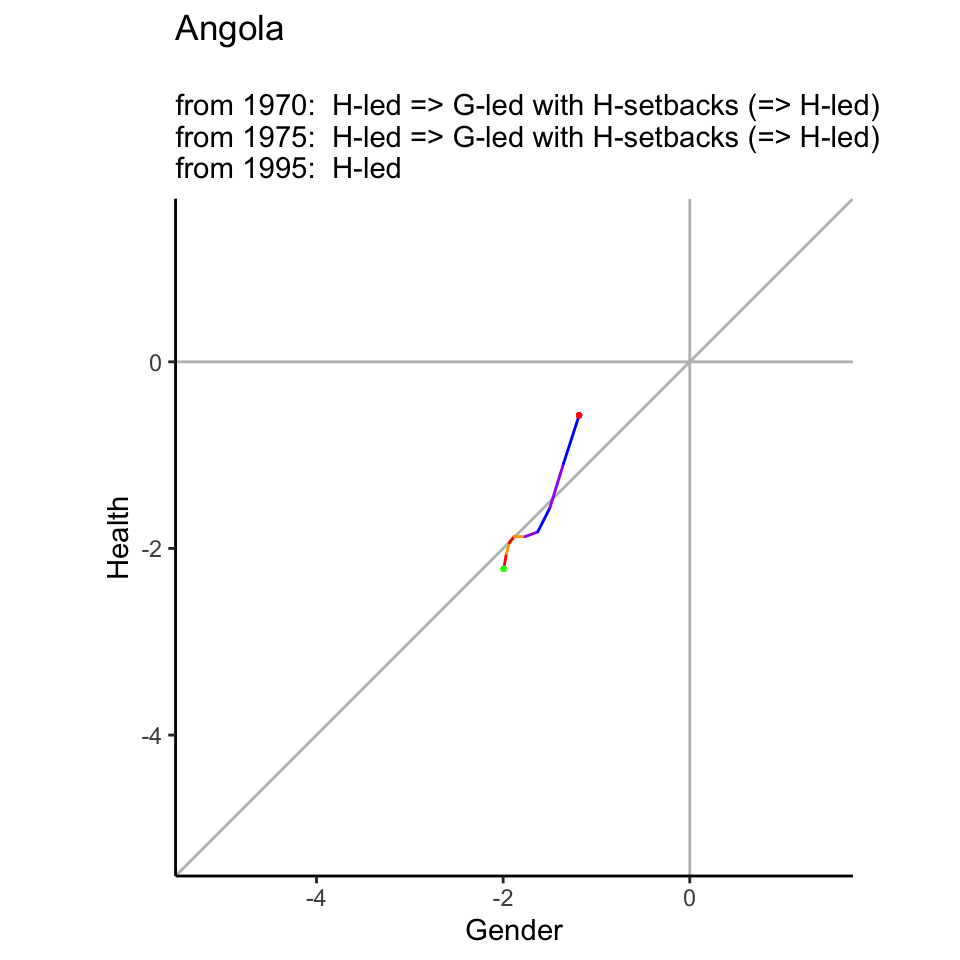 Angola
from 1970:  H-led => G-led with H-setbacks (=> H-led)
from 1975:  H-led => G-led with H-setbacks (=> H-led)
from 1995:  H-led
0
-2
-4
Health
-4
-2
0
Gender